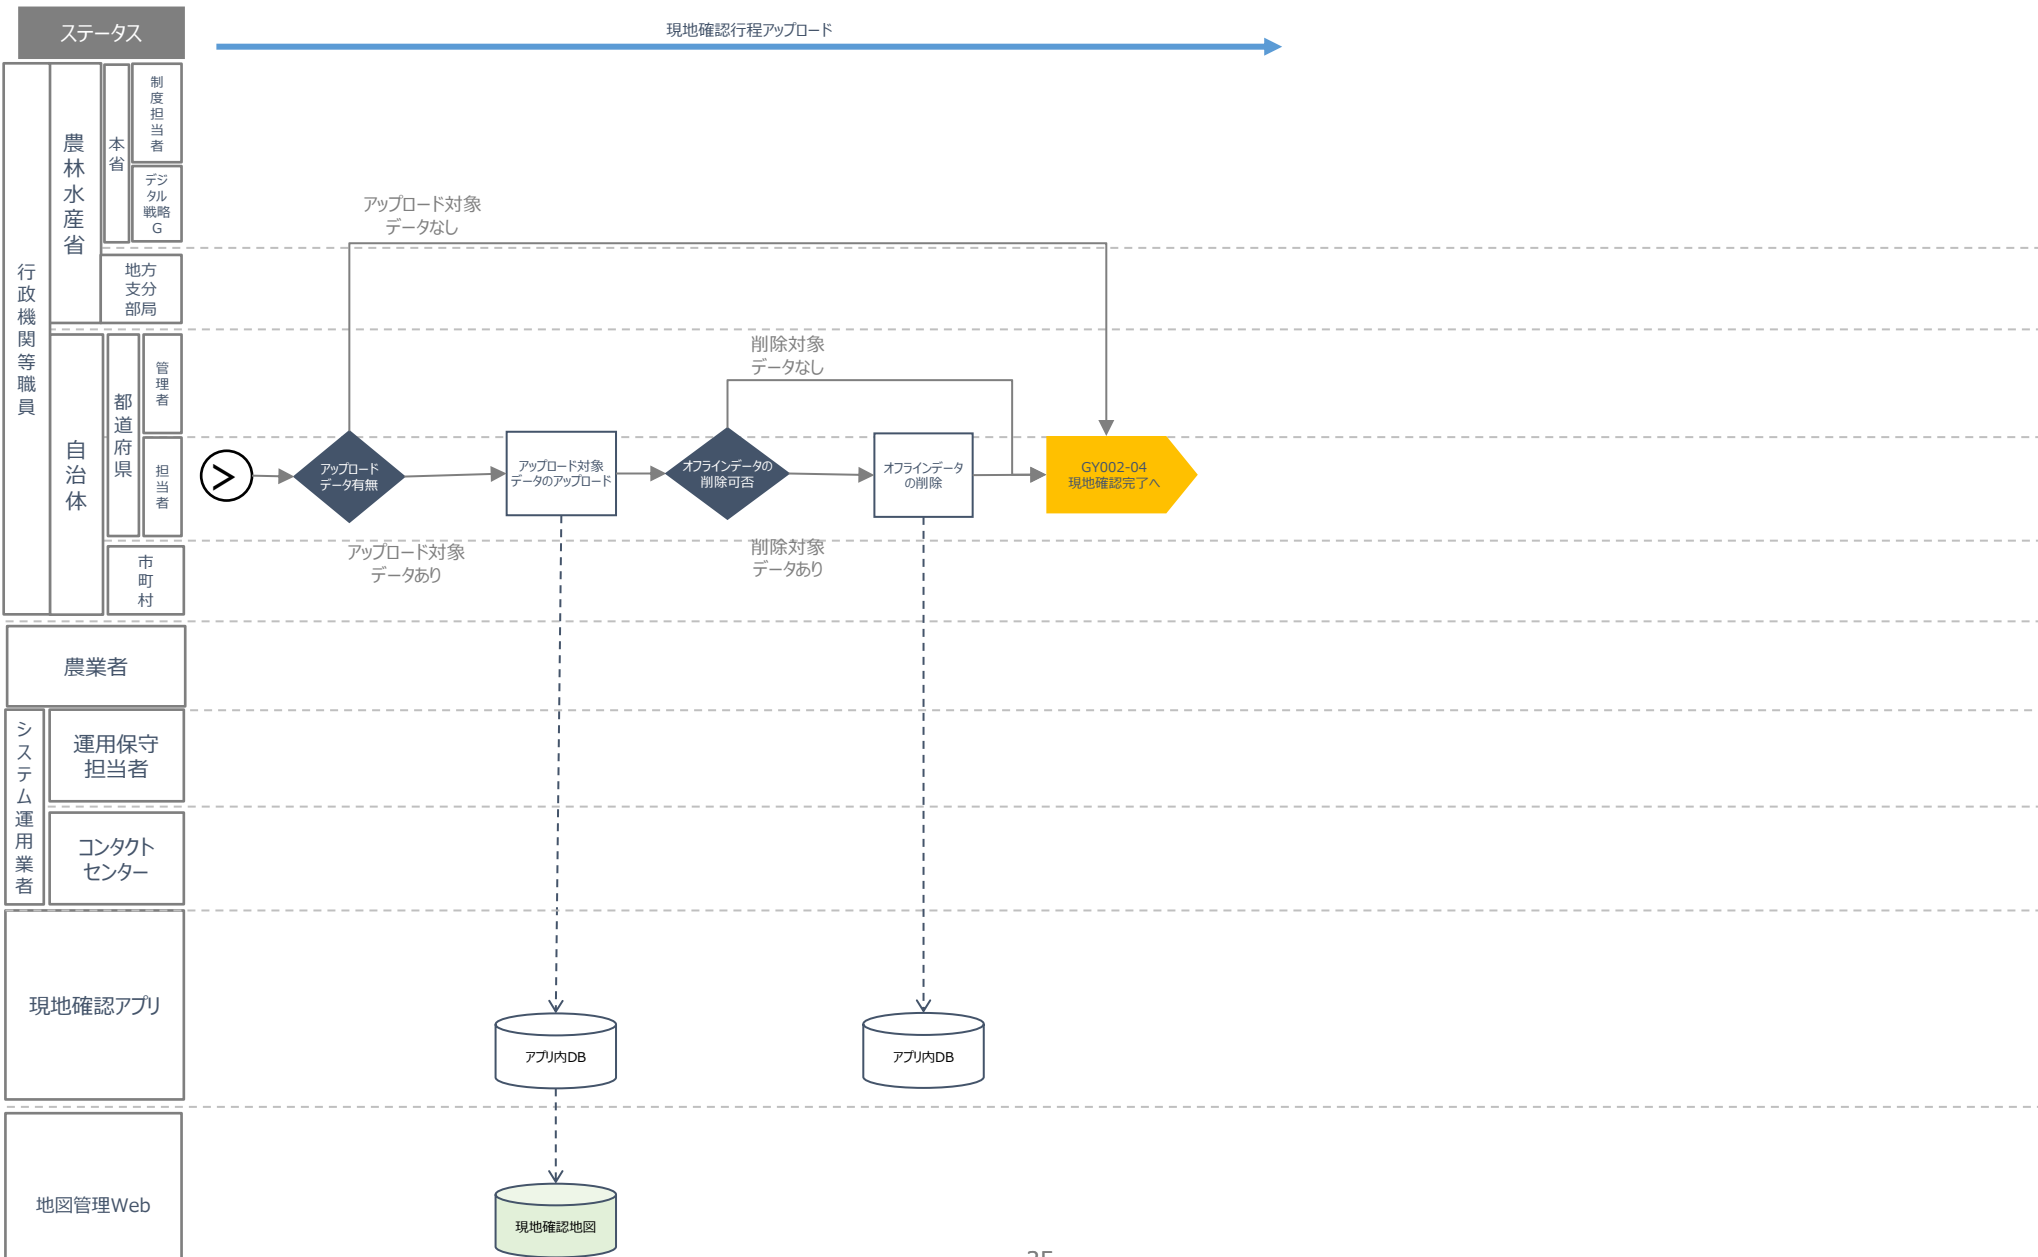 ステータス
現地確認行程アップロード
行政機関等職員
農林水産省
本省
制度担当者
デジ
タル
戦略
G
地方
支分
部局
自治体
都道府県
管理者
担当者
市町村
アップロード対象
データなし
削除対象
データなし
>
アップロード
データ有無
アップロード対象
データのアップロード
オフラインデータの
削除可否
オフラインデータ
の削除
GY002-04
現地確認完了へ
アップロード対象
データあり
削除対象
データあり
農業者
システム運用業者
運用保守
担当者
コンタクト
センター
現地確認アプリ
アプリ内DB
アプリ内DB
地図管理Web
現地確認地図